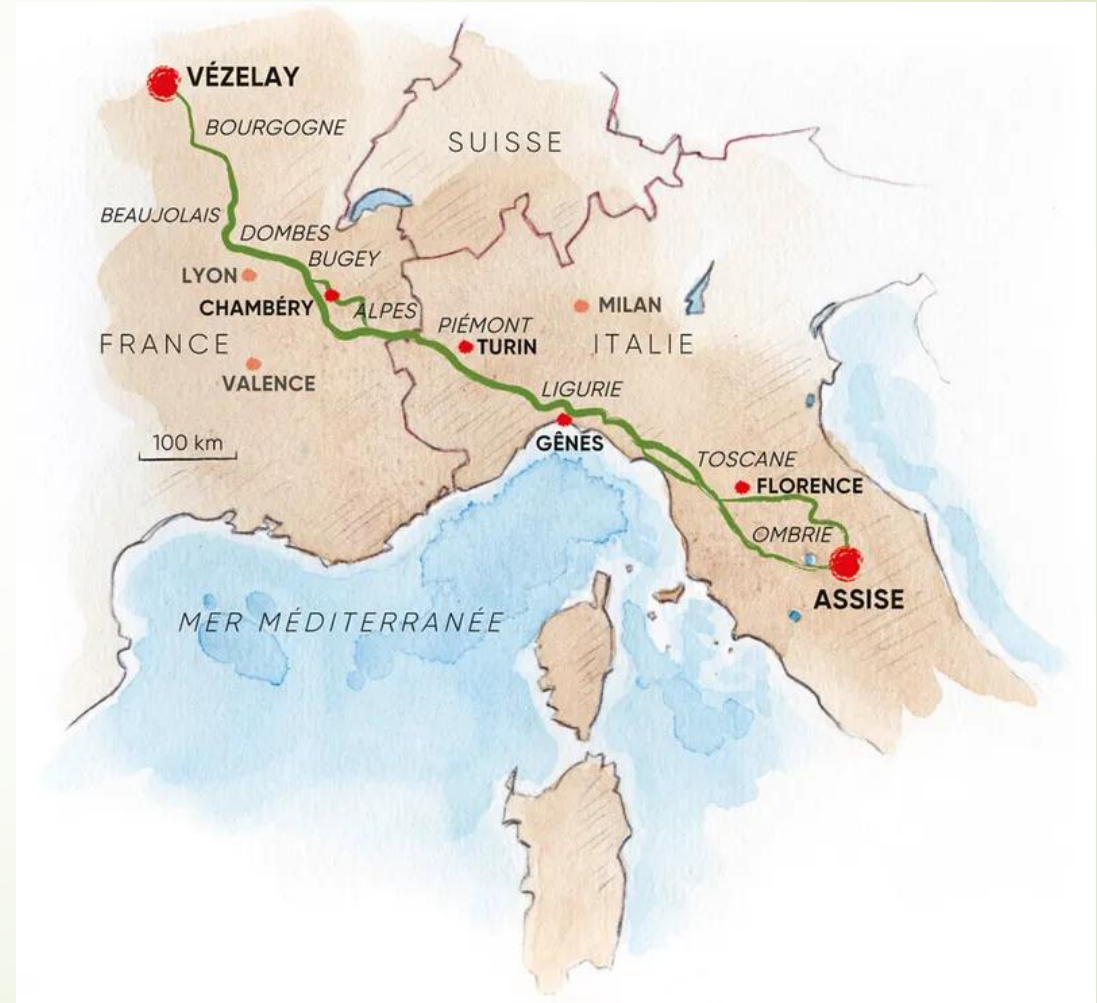 VÉZELAY
BOURGOGNE
SUISSE
BEAUJOLAIS
DOMBES
BUGEY
LYON
CHAMBÉRY
ALPES
MILAN
PIÉMONT
FRANCE
TURIN
ITALIE
VALENCE
LIGURIE
100 km
GÊNES
TOSCANE
FLORENCE
OMBRIE
ASSISE
MER MÉDITERRANÉE